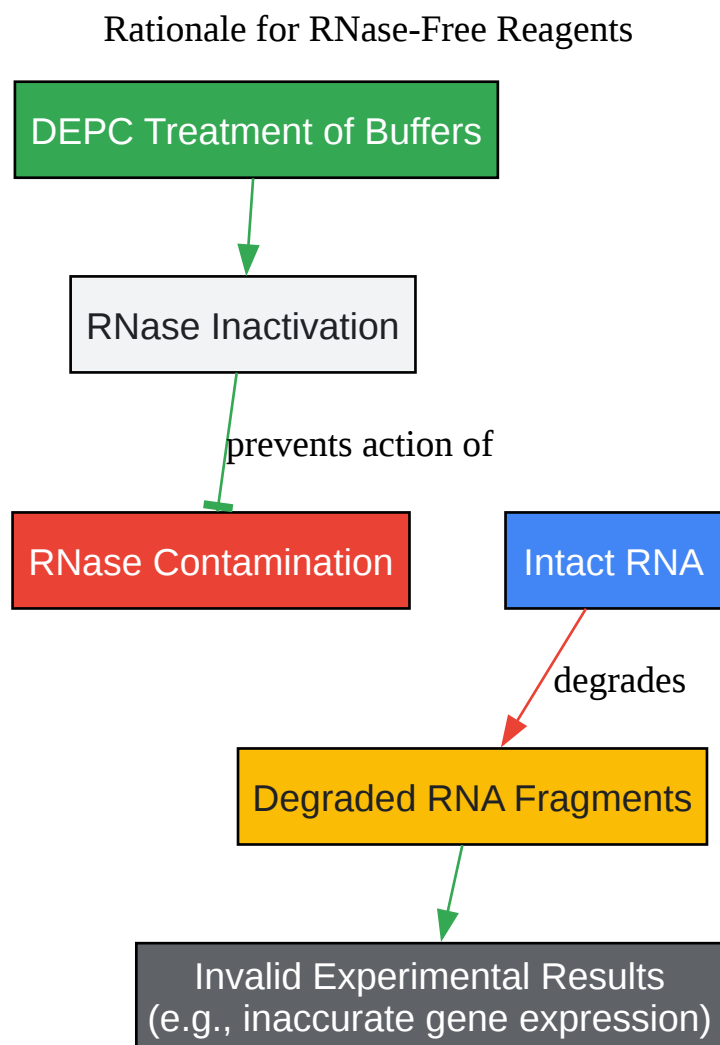 Rationale for RNase-Free Reagents
DEPC Treatment of Buffers
RNase Inactivation
prevents action of
RNase Contamination
Intact RNA
degrades
Degraded RNA Fragments
Invalid Experimental Results
(e.g., inaccurate gene expression)